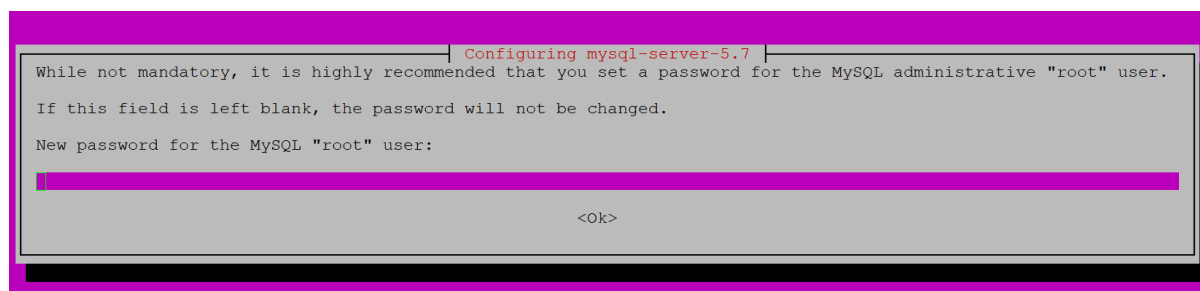 Configuring mysql-server-5.7
While not mandatory, it is highly recommended that you set a password for the MySQL administrative "root" user.
If this field is left blank, the password will not be changed.
New password for the MySQL "root" user:
<Ok>